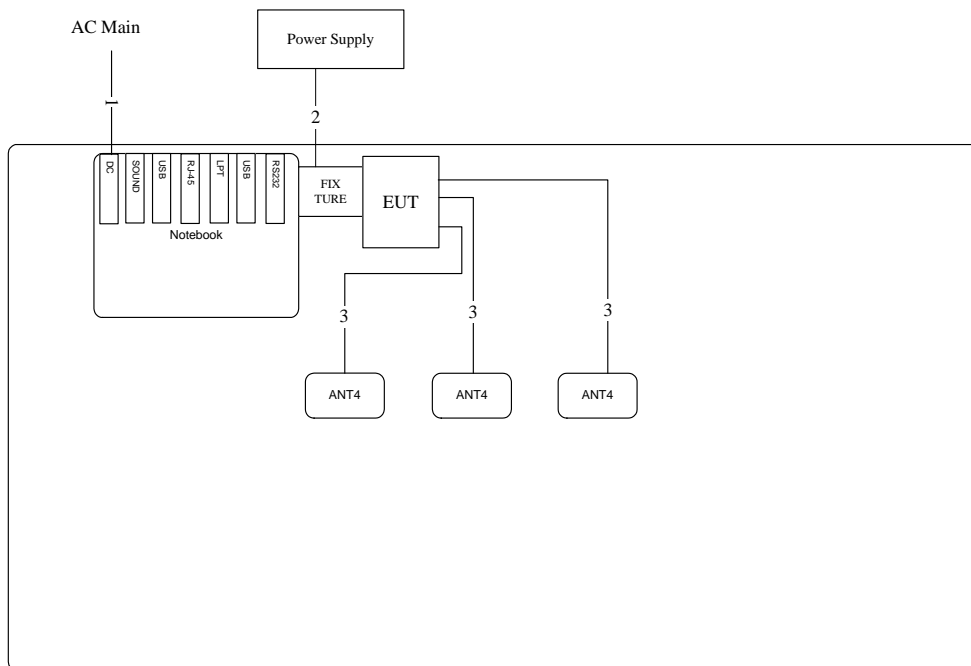 AC Main
Power Supply
1
2
DC
SOUND
USB
RJ-45
LPT
USB
RS232
Notebook
FIX
TURE
EUT
3
3
3
ANT4
ANT4
ANT4